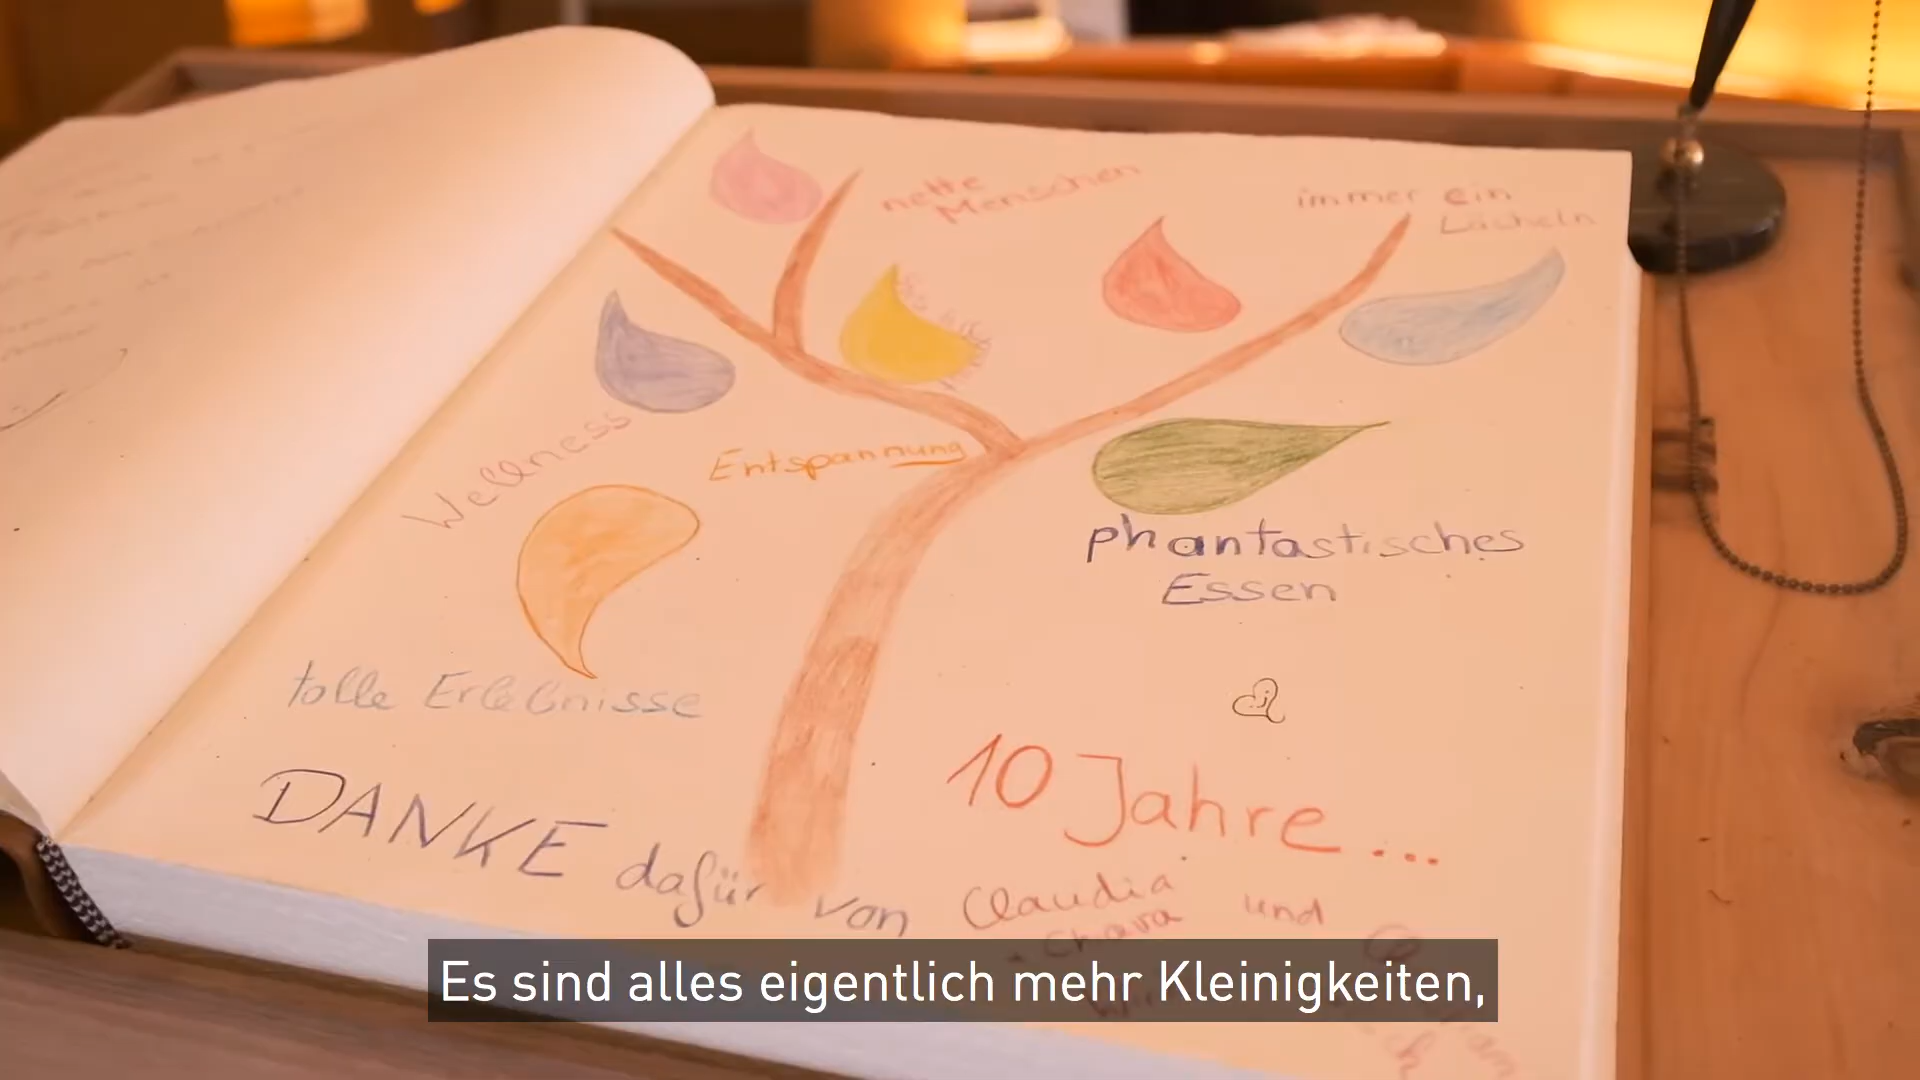 nette
Menschen
immer ein
Lächeln
Wellness
Entspannung
phantastisches
Essen
tolle Erlebnisse
10 Jahre...
DANKE dafür von Claudia und
Chava
Es sind alles eigentlich mehr Kleinigkeiten,